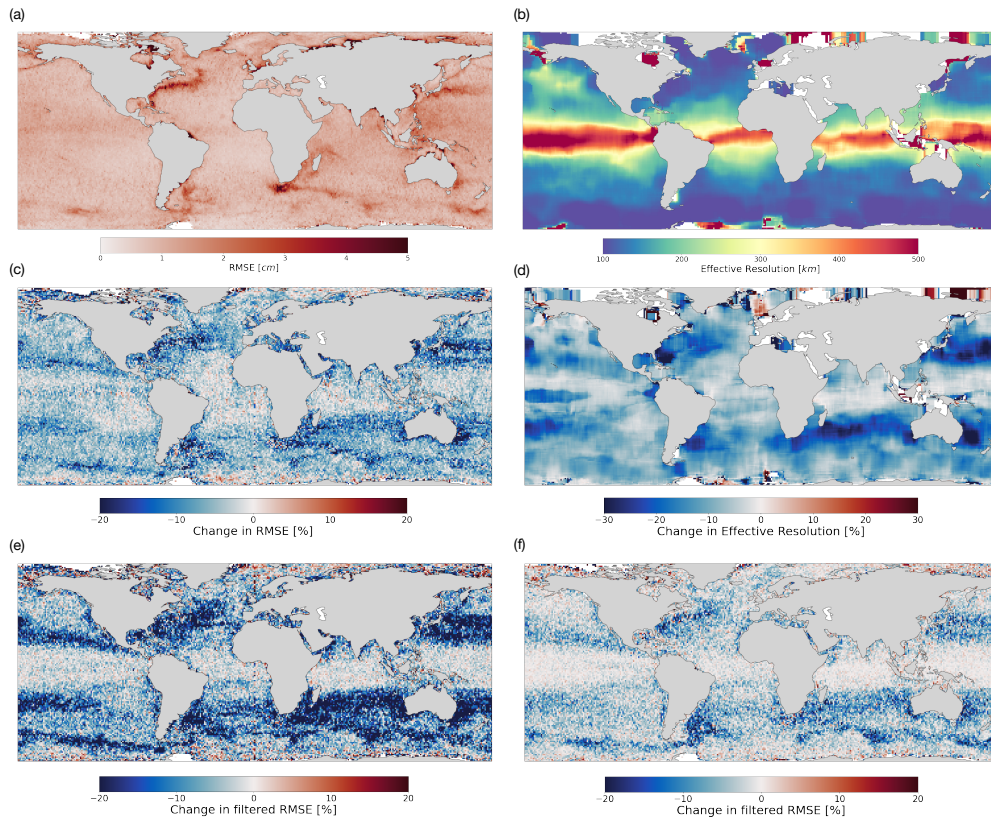 (a)
(b)
0 1 2 3 4 5
RMSE [cm]
100 200 300 400 500
Effective Resolution [km]
(c)
(d)
−20 −10 0 10 20
Change in RMSE [%]
−30 −20 −10 0 10 20 30
Change in Effective Resolution [%]
(e)
(f)
−20 −10 0 10 20
Change in filtered RMSE [%]
−20 −10 0 10 20
Change in filtered RMSE [%]